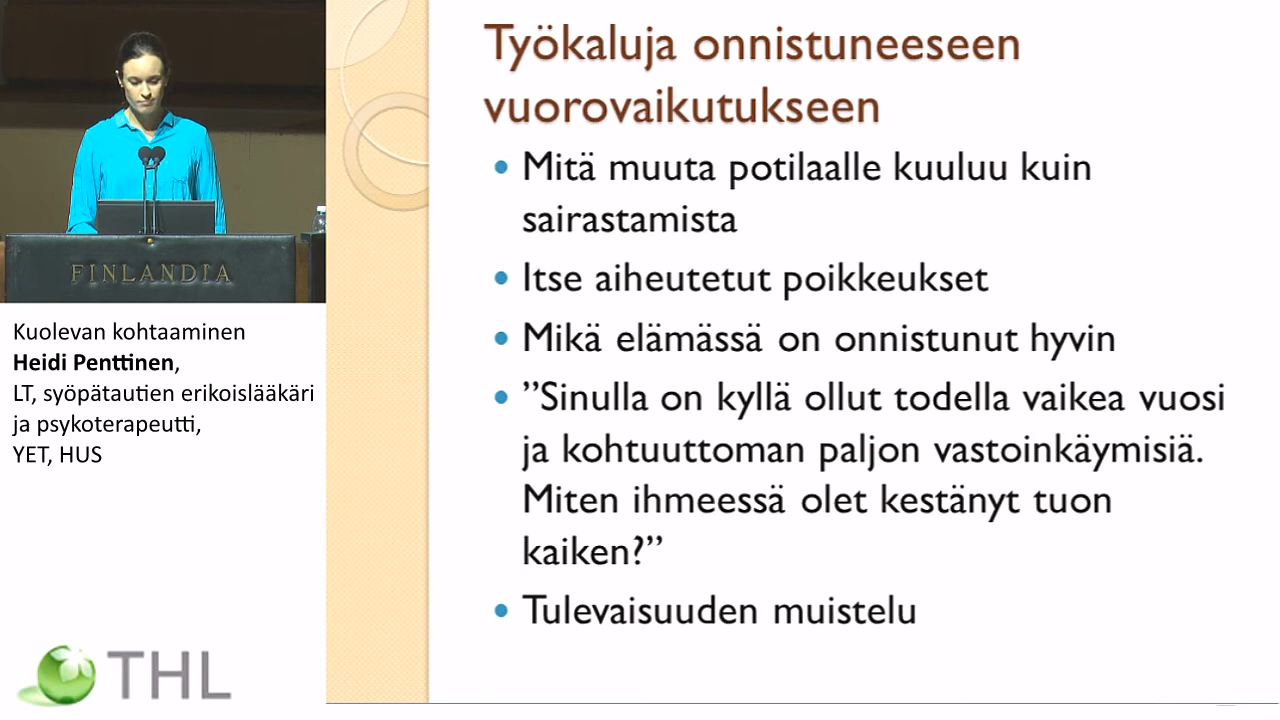 Työkaluja onnistuneeseen
vuorovaikutukseen
• Mitä muuta potilaalle kuuluu kuin
sairastamista
• Itse aiheutetut poikkeukset
• Mikä elämässä on onnistunut hyvin
• ”Sinulla on kyllä ollut todella vaikea vuosi
ja kohtuuttoman paljon vastoinkäymisiä.
Miten ihmeessä olet kestänyt tuon
kaiken?”
• Tulevaisuuden muistelu
FINLANDIA
Kuolevan kohtaaminen
Heidi Penttinen,
LT, syöpätautien erikoislääkäri
ja psykoterapeutti,
YET, HUS
THL